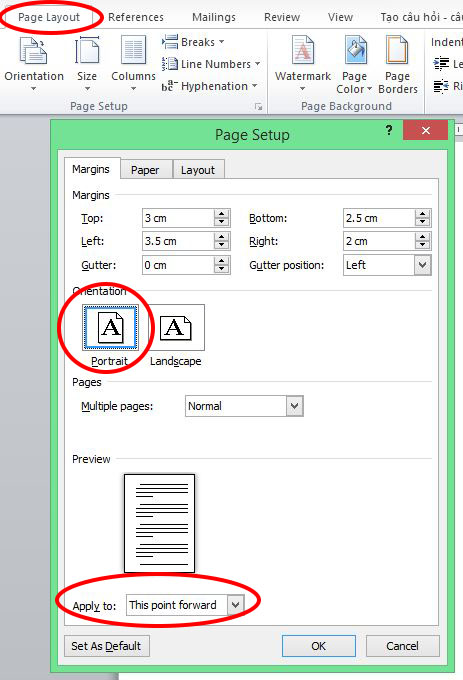 Page Layout References Mailings Review View Tạo câu hỏi - câu
Orientation Size Columns Breaks Line Numbers Hyphenation Watermark Page Color Page Borders Indent Le Ri
Page Setup Page Background
Page Setup ?
Margins Paper Layout
Margins
Top: 3 cm Bottom: 2.5 cm
Left: 3.5 cm Right: 2 cm
Gutter: 0 cm Gutter position: Left
Orientation
A A
Portrait Landscape
Pages
Multiple pages: Normal
Preview
Apply to: This point forward
Set As Default OK Cancel